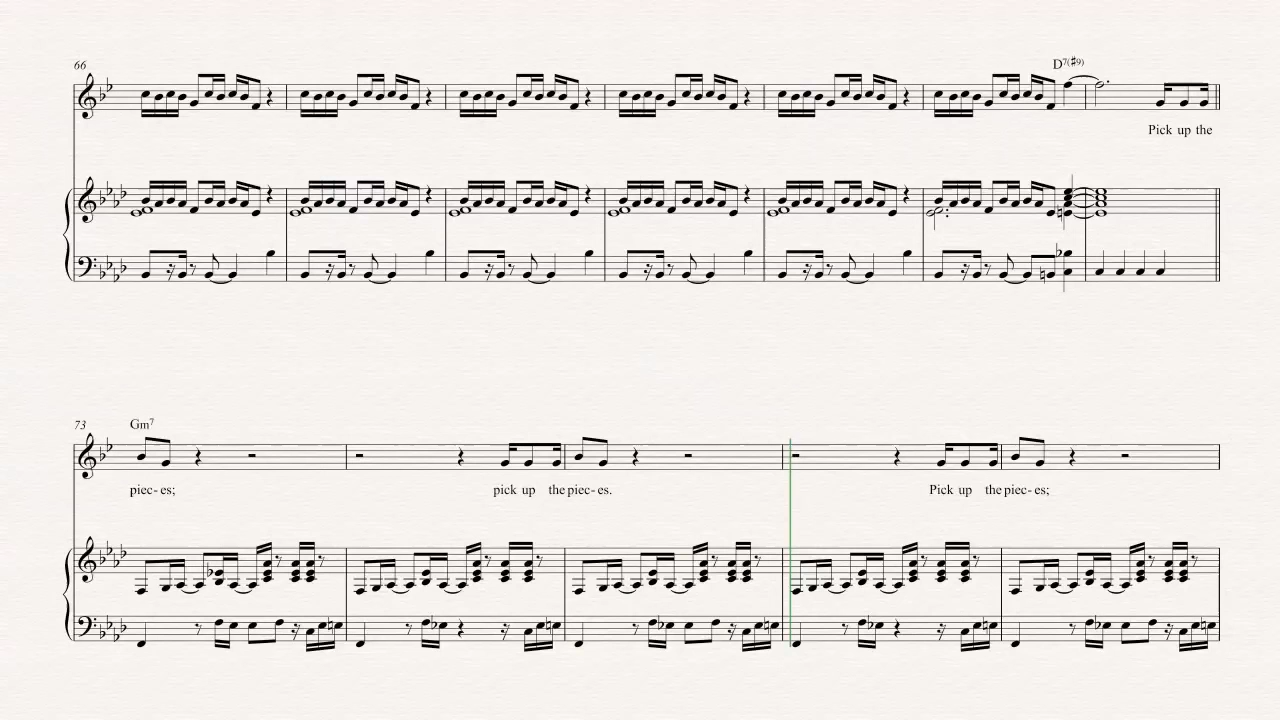 66
D7(♯9)
Pick up the
73
Gm7
piec- es; pick up the piec- es. Pick up the piec- es;